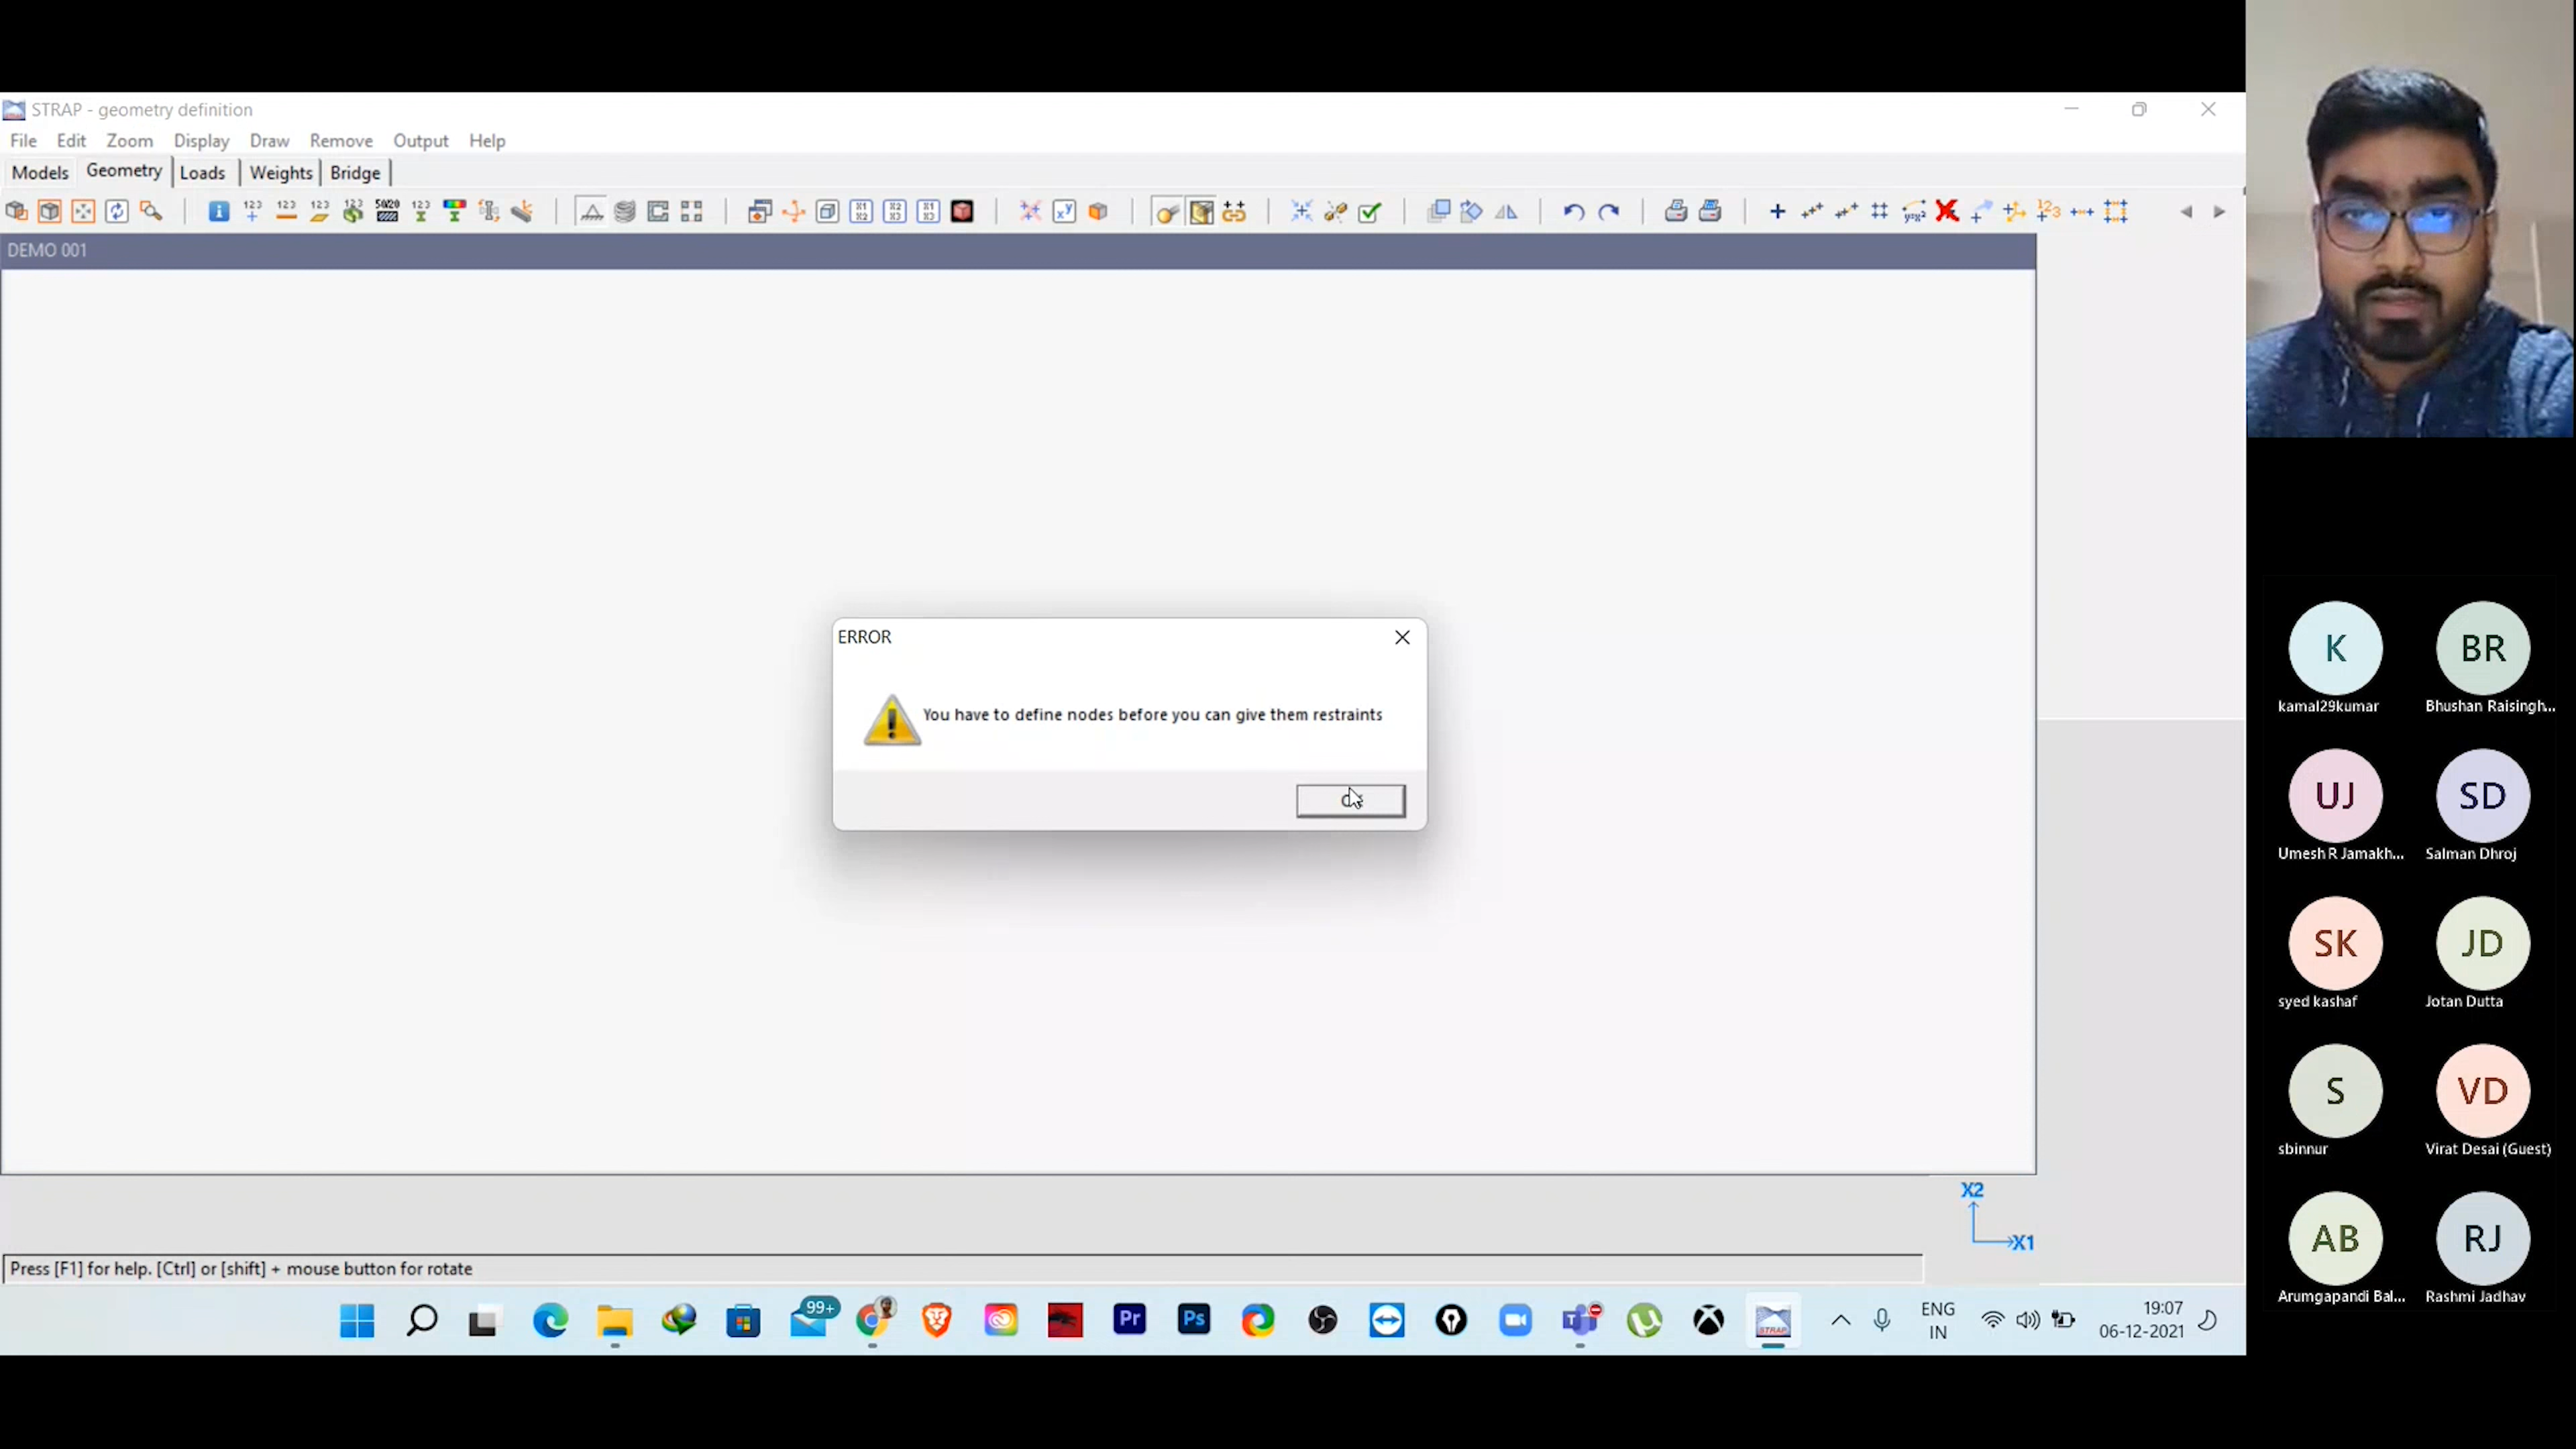 STRAP - geometry definition
File Edit Zoom Display Draw Remove Output Help
Models Geometry Loads Weights Bridge
DEMO 001
ERROR
You have to define nodes before you can give them restraints
X2
X1
Press [F1] for help. [Ctrl] or [shift] + mouse button for rotate
99+
Pr
Ps
STRAP
ENG
IN
19:07
06-12-2021
K
BR
kamal29kumar
Bhushan Raisingh...
UJ
SD
Umesh R Jamakh...
Salman Dhroj
SK
JD
syed kashaf
Jotan Dutta
S
VD
sbinnur
Virat Desai (Guest)
AB
RJ
Arumgapandi Bal...
Rashmi Jadhav